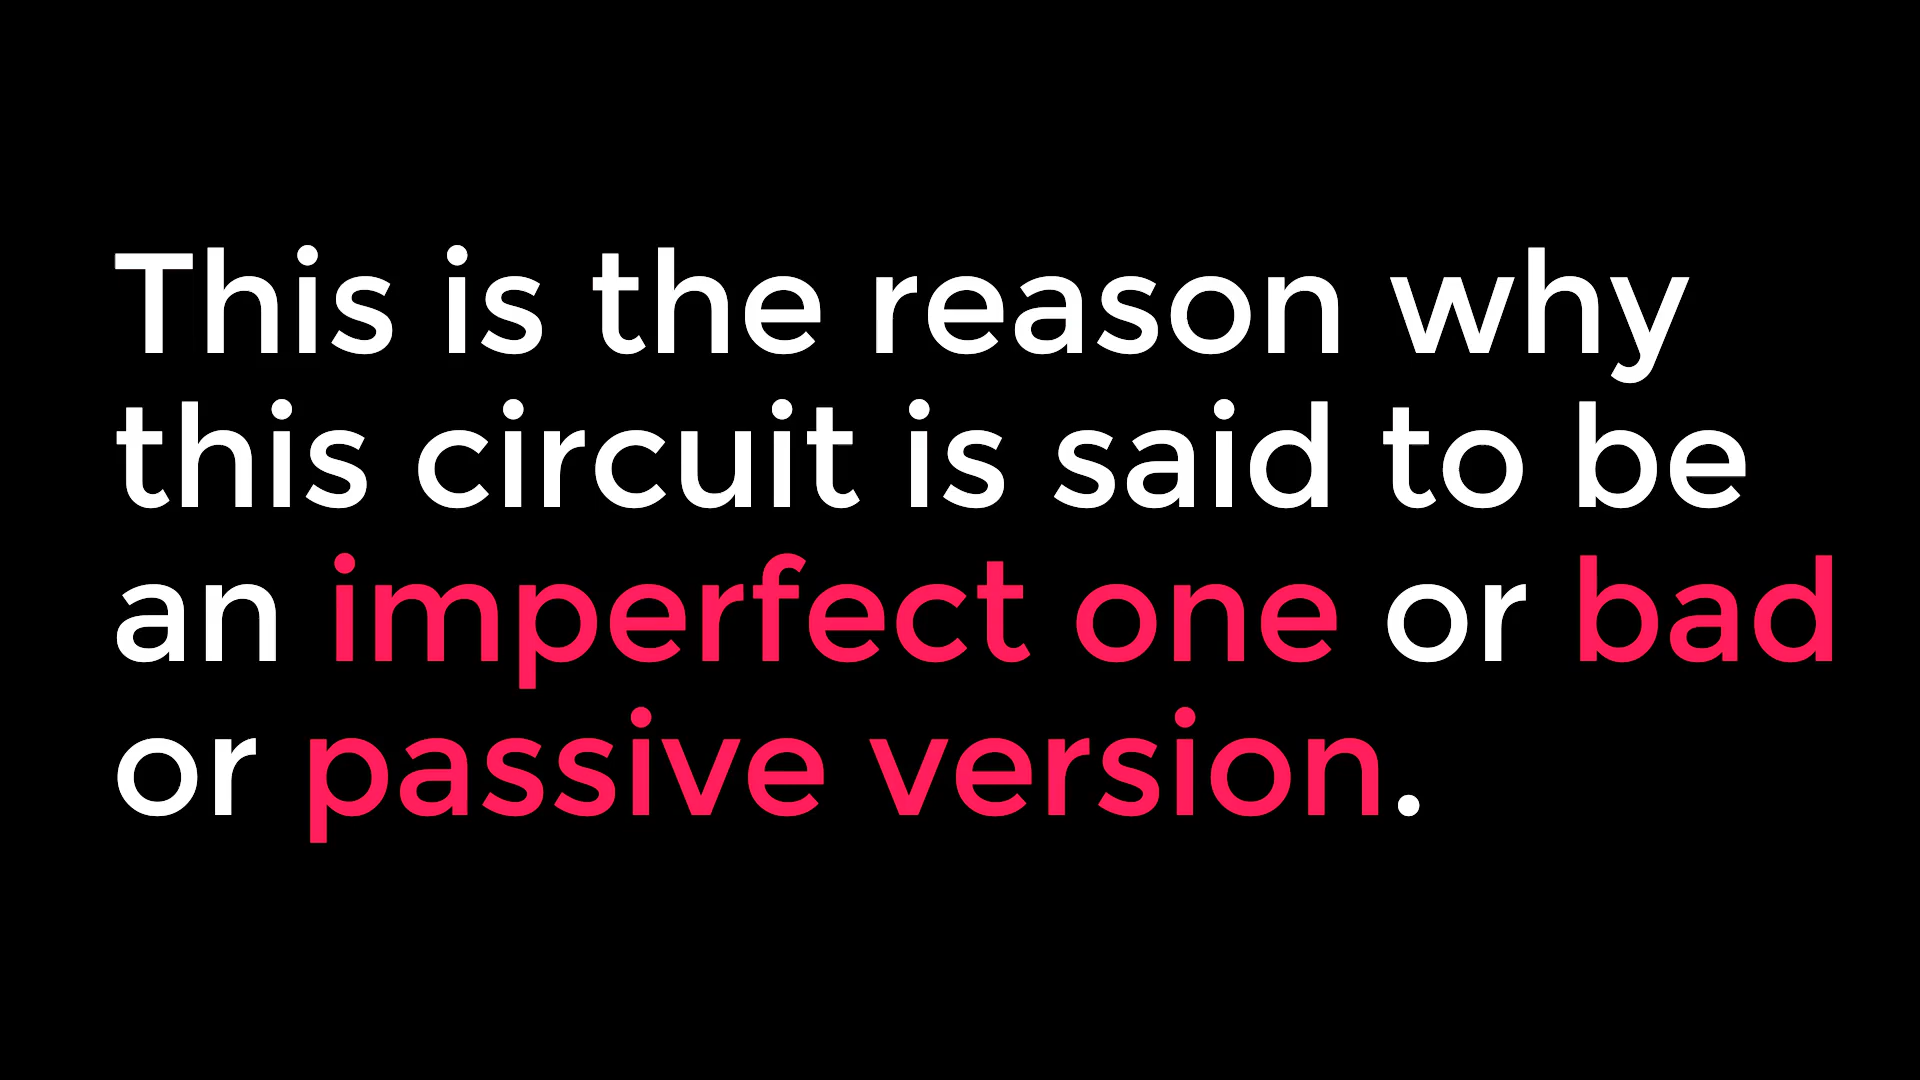 This is the reason why
this circuit is said to be
an imperfect one or bad
or passive version.